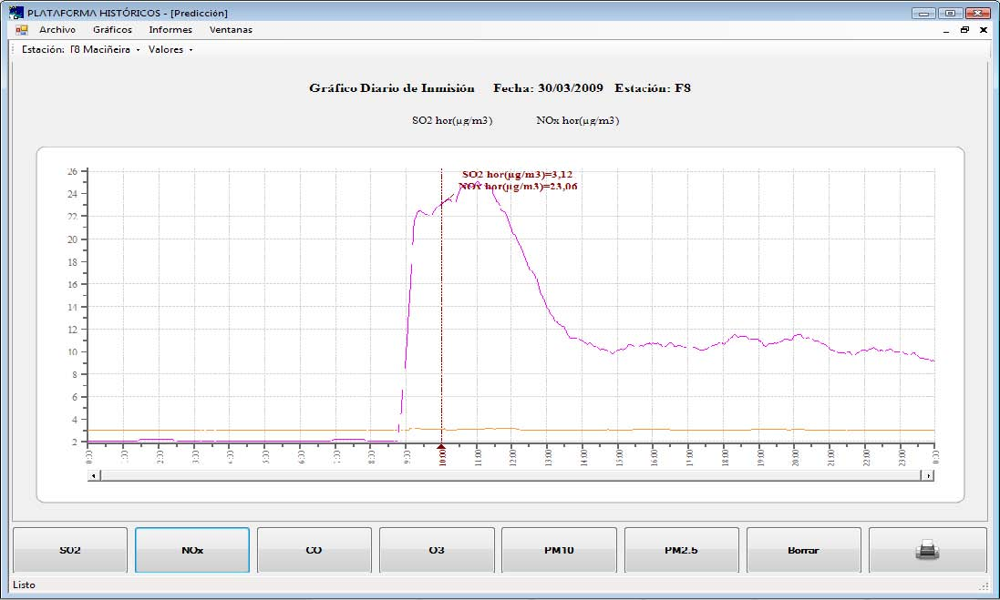 PLATAFORMA HISTÓRICOS - [Predicción]
Archivo Gráficos Informes Ventanas
Estación: F8 Maciñeira Valores
Gráfico Diario de Inmisión Fecha: 30/03/2009 Estación: F8
SO2 hor(µg/m3) NOx hor(µg/m3)
SO2 hor(µg/m3)=3,12
NOx hor(µg/m3)=23,06
26
24
22
20
18
16
14
12
10
8
6
4
2
0:00 1:00 2:00 3:00 4:00 5:00 6:00 7:00 8:00 9:00 10:00 11:00 12:00 13:00 14:00 15:00 16:00 17:00 18:00 19:00 20:00 21:00 22:00 23:00 0:00
SO2 NOx CO O3 PM10 PM2.5 Borrar
Listo